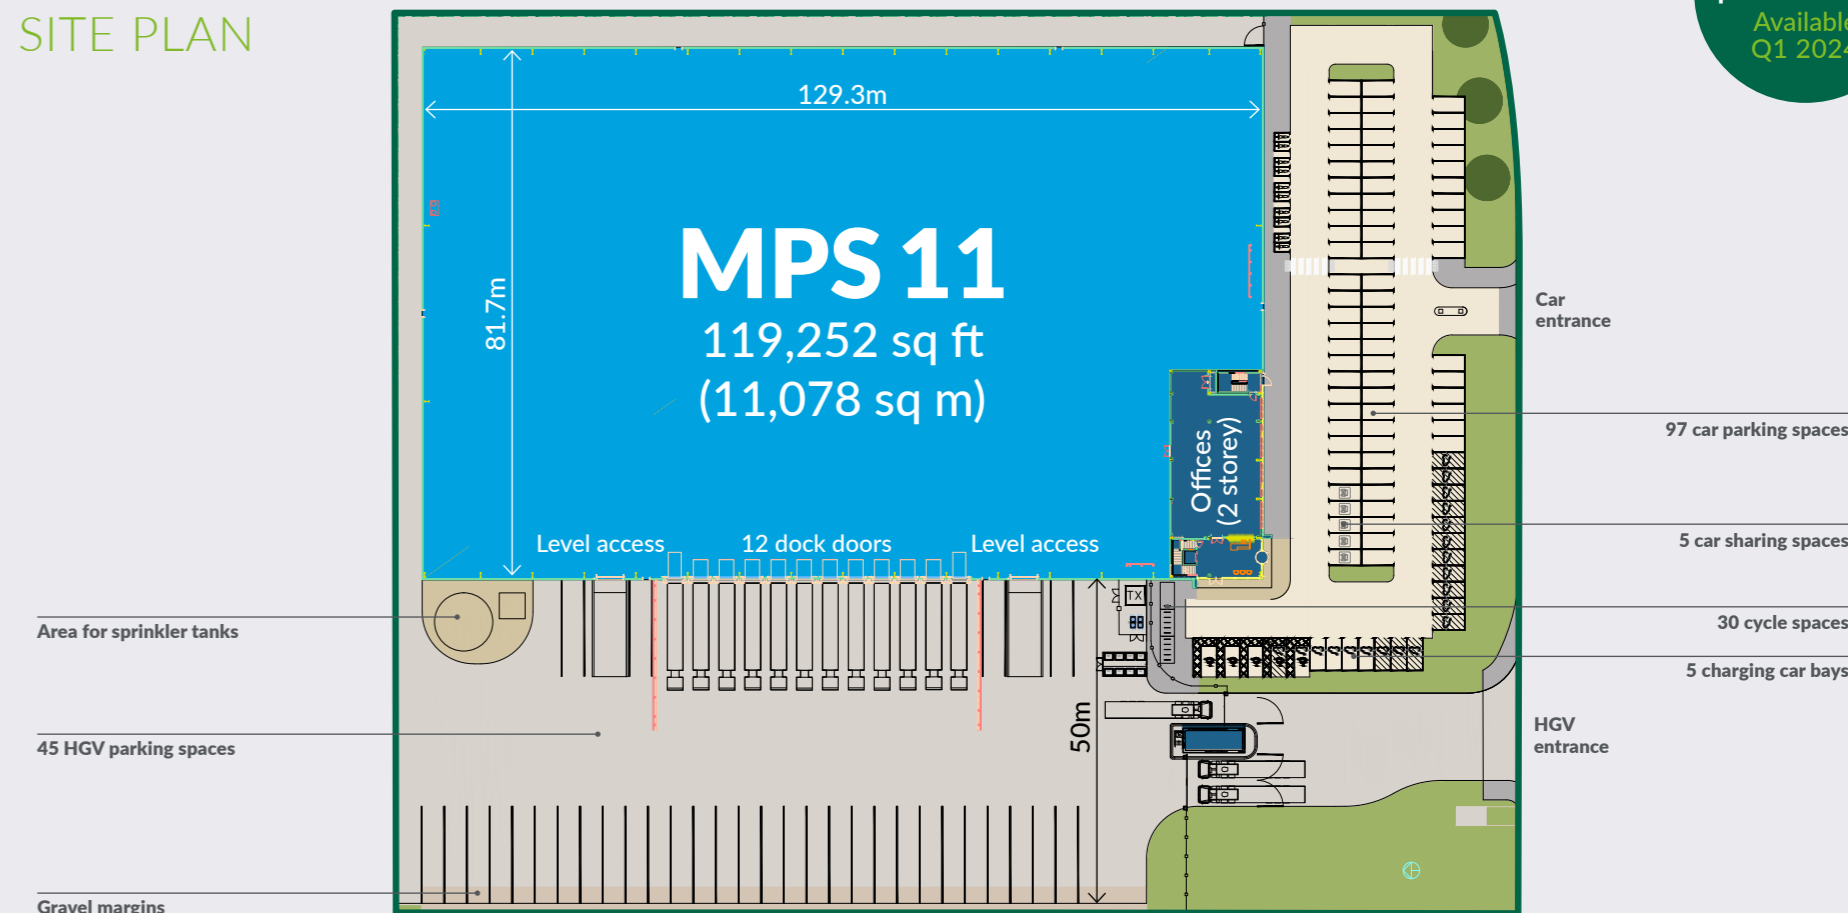 SITE PLAN
Available
Q1 2024
129.3m
81.7m
MPS 11
119,252 sq ft
(11,078 sq m)
Offices
(2 storey)
Level access
12 dock doors
Level access
TX
50m
Car
entrance
97 car parking spaces
5 car sharing spaces
30 cycle spaces
5 charging car bays
HGV
entrance
Area for sprinkler tanks
45 HGV parking spaces
Gravel margins